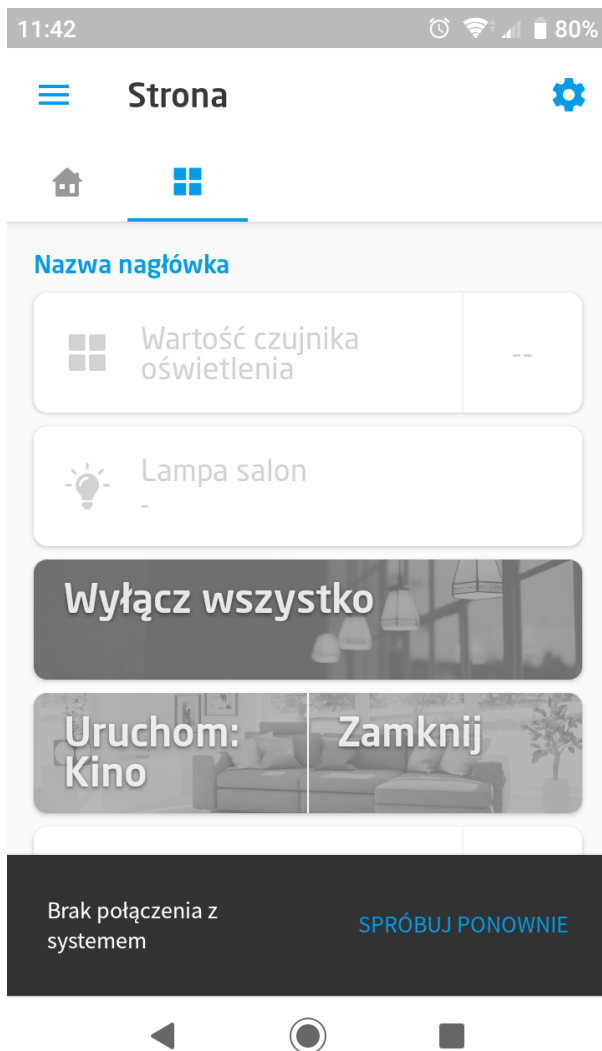 11:42
80%
Strona
Nazwa nagłówka
Wartość czujnika
oświetlenia
--
Lampa salon
-
Wyłącz wszystko
Uruchom:
Kino
Zamknij
Brak połączenia z
systemem
SPRÓBUJ PONOWNIE